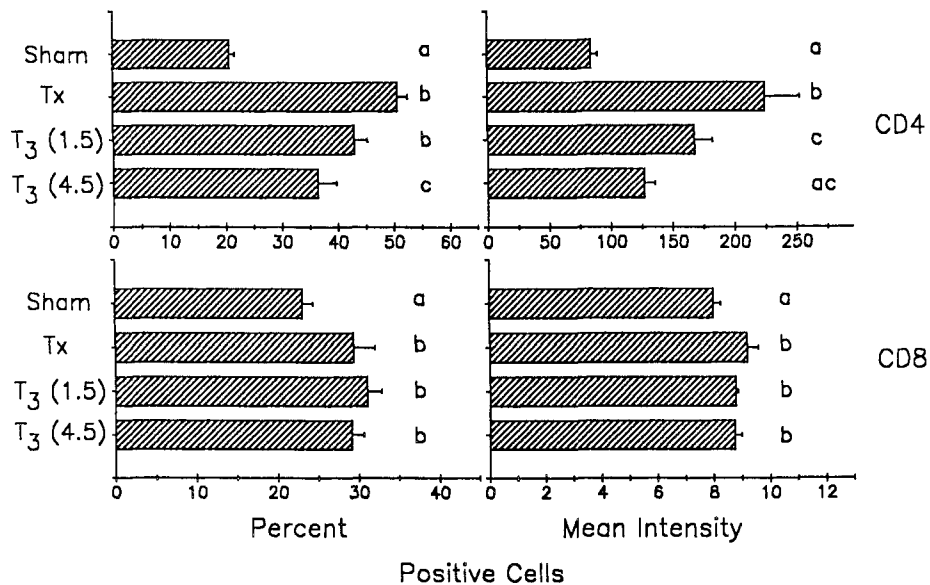 Sham a a
Tx b b
T3 (1.5) b c
T3 (4.5) c ac
CD4
0 10 20 30 40 50 60 0 50 100 150 200 250
Sham a a
Tx b b
T3 (1.5) b b
T3 (4.5) b b
CD8
0 10 20 30 40 0 2 4 6 8 10 12
Percent Mean Intensity
Positive Cells